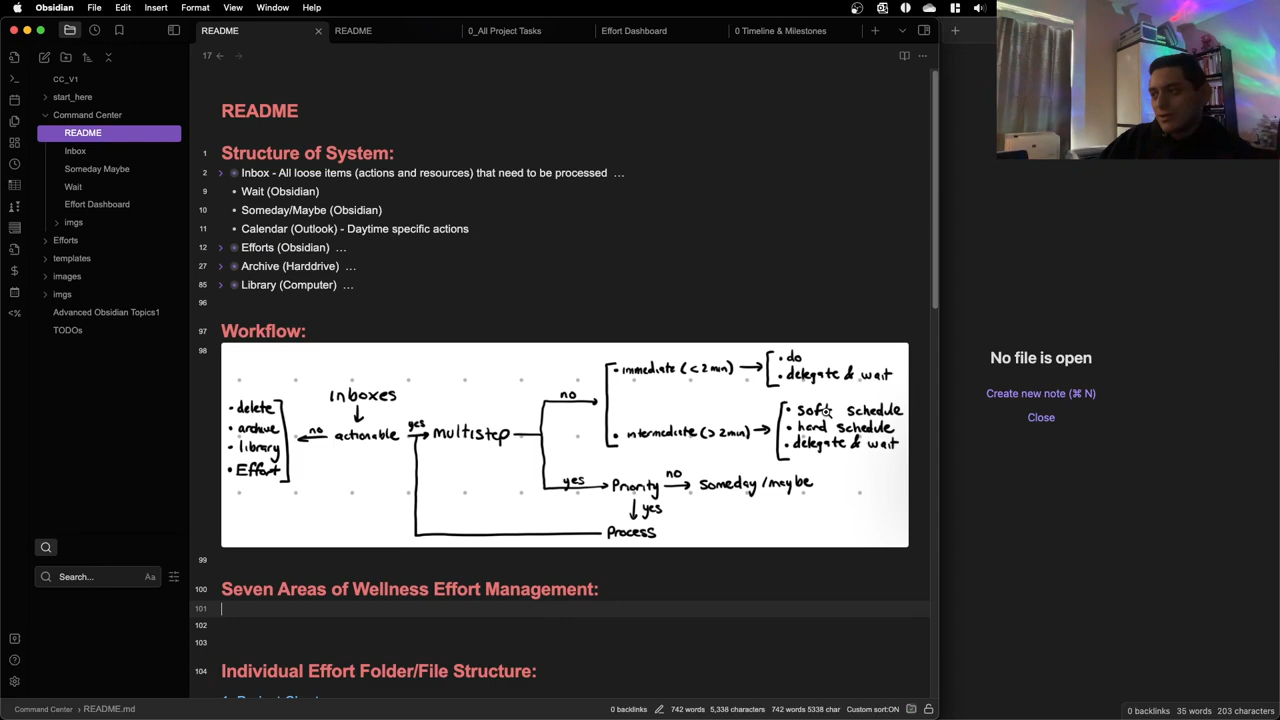 Obsidian File Edit Insert Format View Window Help
README README 0_All Project Tasks Effort Dashboard 0 Timeline & Milestones
17
CC_V1
start_here
Command Center
README
Inbox
Someday Maybe
Wait
Effort Dashboard
imgs
Efforts
templates
images
imgs
Advanced Obsidian Topics1
TODOs
Search... Aa
README
1 Structure of System:
2 Inbox - All loose items (actions and resources) that need to be processed …
9 • Wait (Obsidian)
10 • Someday/Maybe (Obsidian)
11 • Calendar (Outlook) - Daytime specific actions
12 Efforts (Obsidian) …
27 Archive (Harddrive) …
85 Library (Computer) …
96
97 Workflow:
98
inboxes
actionable
no
• delete
• archive
• library
• Effort
yes
multistep
no
• immediate (<2min)
• do
• delegate & wait
• intermediate (>2min)
• soft schedule
• hard schedule
• delegate & wait
yes
Priority
no
someday/maybe
yes
Process
99
100 Seven Areas of Wellness Effort Management:
101
102
103
104 Individual Effort Folder/File Structure:
No file is open
Create new note (⌘ N)
Close
Command Center / README.md
0 backlinks 742 words 5,338 characters 742 words 5338 char Custom sort:ON
0 backlinks 35 words 203 characters